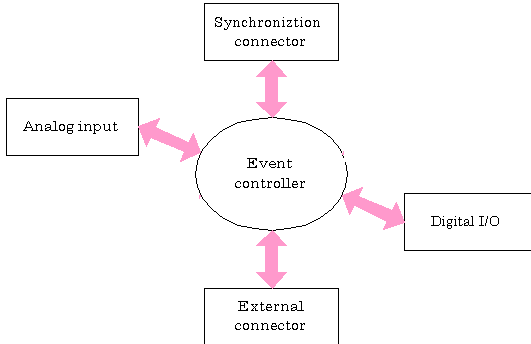 Synchroniztion
connector
Analog input
Event
controller
Digital I/O
External
connector